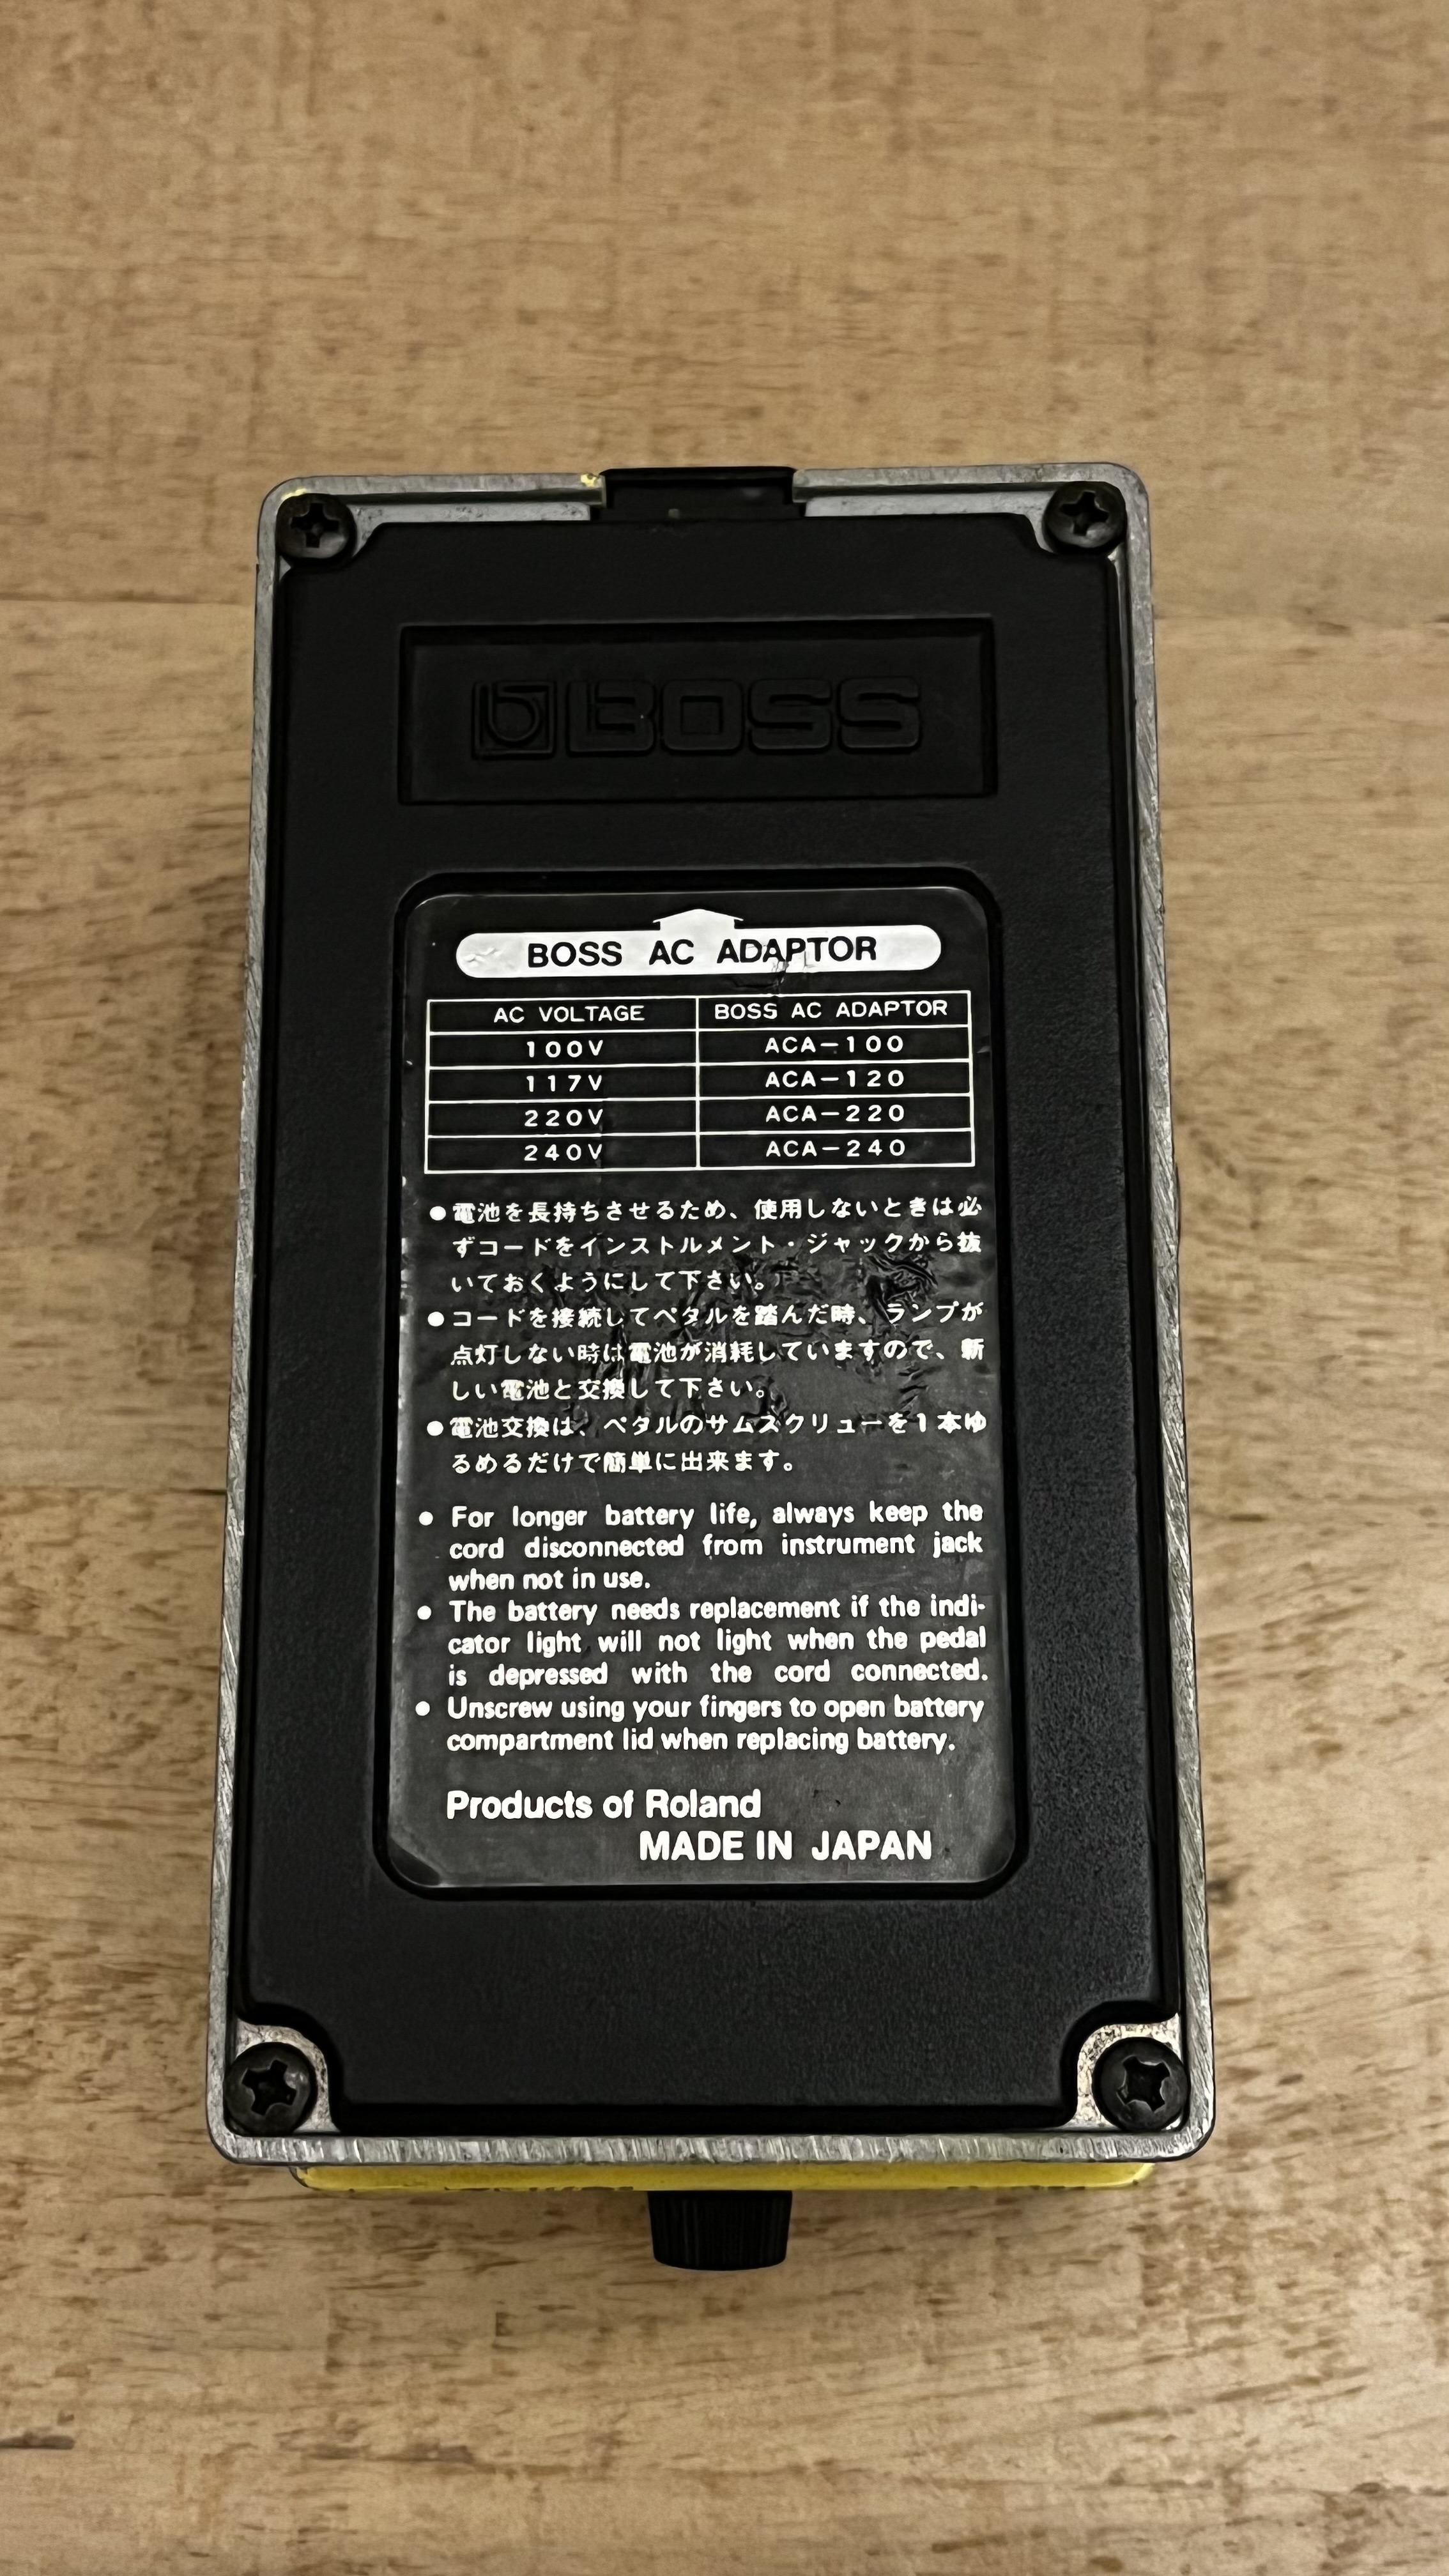 BOSS
BOSS AC ADAPTOR
AC VOLTAGE BOSS AC ADAPTOR
100V ACA-100
117V ACA-120
220V ACA-220
240V ACA-240
●電池を長持ちさせるため、使用しないときは必
ずコードをインストルメント・ジャックから抜
いておくようにして下さい。
●コードを接続してペダルを踏んだ時、ランプが
点灯しない時は電池が消耗していますので、新
しい電池と交換して下さい。
●電池交換は、ペダルのサムスクリューを1本ゆ
るめるだけで簡単に出来ます。
● For longer battery life, always keep the
cord disconnected from instrument jack
when not in use.
● The battery needs replacement if the indi-
cator light will not light when the pedal
is depressed with the cord connected.
● Unscrew using your fingers to open battery
compartment lid when replacing battery.
Products of Roland
MADE IN JAPAN